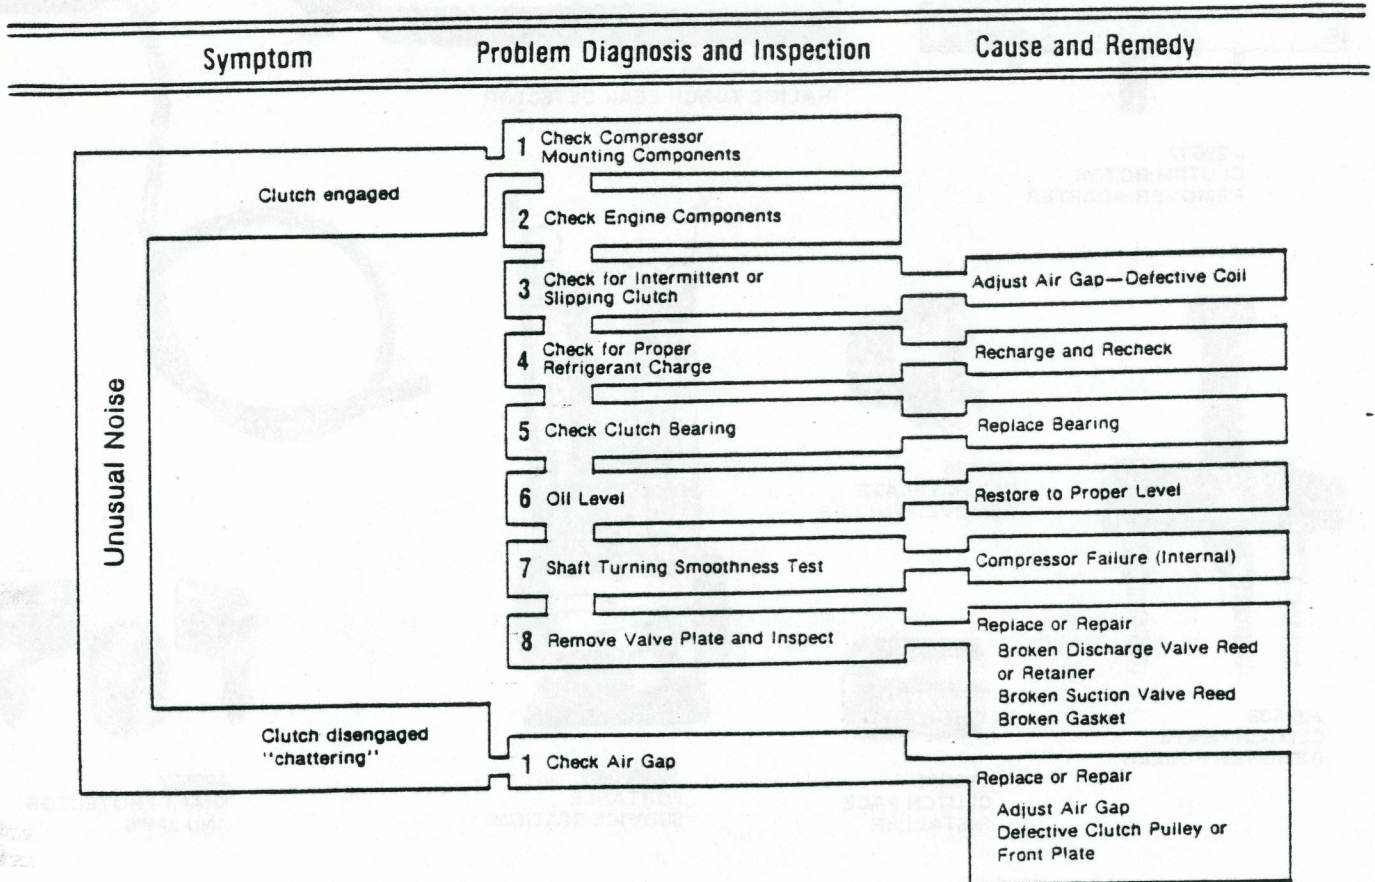 Symptom Problem Diagnosis and Inspection Cause and Remedy
Unusual Noise
Clutch engaged
1 Check Compressor
Mounting Components
2 Check Engine Components
3 Check for Intermittent or
Slipping Clutch
Adjust Air Gap—Defective Coil
4 Check for Proper
Refrigerant Charge
Recharge and Recheck
5 Check Clutch Bearing
Replace Bearing
6 Oil Level
Restore to Proper Level
7 Shaft Turning Smoothness Test
Compressor Failure (Internal)
8 Remove Valve Plate and Inspect
Replace or Repair
Broken Discharge Valve Reed
or Retainer
Broken Suction Valve Reed
Broken Gasket
Clutch disengaged
"chattering"
1 Check Air Gap
Replace or Repair
Adjust Air Gap
Defective Clutch Pulley or
Front Plate